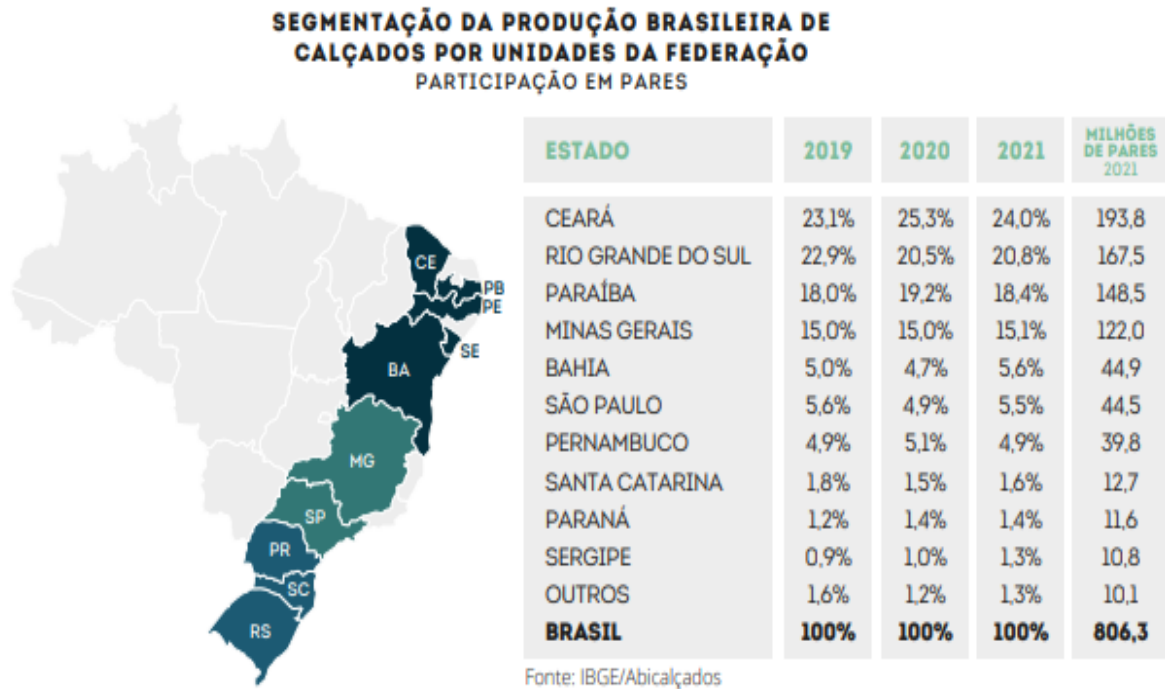 SEGMENTAÇÃO DA PRODUÇÃO BRASILEIRA DE
CALÇADOS POR UNIDADES DA FEDERAÇÃO
PARTICIPAÇÃO EM PARES
CE
PB
PE
SE
BA
MG
SP
PR
SC
RS
ESTADO 2019 2020 2021 MILHÕES DE PARES 2021
CEARÁ 23,1% 25,3% 24,0% 193,8
RIO GRANDE DO SUL 22,9% 20,5% 20,8% 167,5
PARAÍBA 18,0% 19,2% 18,4% 148,5
MINAS GERAIS 15,0% 15,0% 15,1% 122,0
BAHIA 5,0% 4,7% 5,6% 44,9
SÃO PAULO 5,6% 4,9% 5,5% 44,5
PERNAMBUCO 4,9% 5,1% 4,9% 39,8
SANTA CATARINA 1,8% 1,5% 1,6% 12,7
PARANÁ 1,2% 1,4% 1,4% 11,6
SERGIPE 0,9% 1,0% 1,3% 10,8
OUTROS 1,6% 1,2% 1,3% 10,1
BRASIL 100% 100% 100% 806,3
Fonte: IBGE/Abicalçados